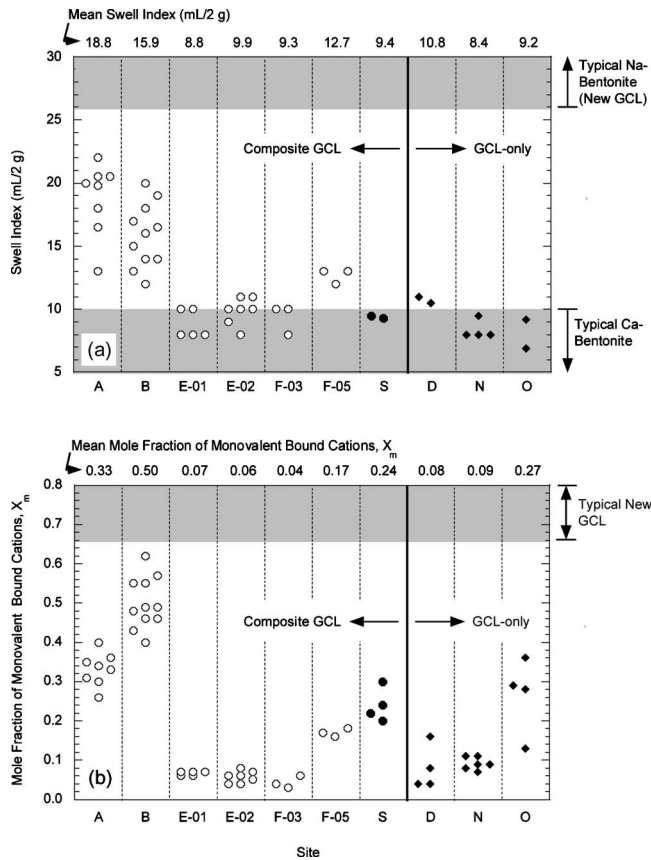 Mean Swell Index (mL/2 g)
18.8 15.9 8.8 9.9 9.3 12.7 9.4 10.8 8.4 9.2
30
25
20
15
10
5
Swell Index (mL/2 g)
Typical Na-
Bentonite
(New GCL)
Composite GCL
GCL-only
Typical Ca-
Bentonite
(a)
A B E-01 E-02 F-03 F-05 S D N O
Mean Mole Fraction of Monovalent Bound Cations, Xm
0.33 0.50 0.07 0.06 0.04 0.17 0.24 0.08 0.09 0.27
0.8
0.7
0.6
0.5
0.4
0.3
0.2
0.1
0.0
Mole Fraction of Monovalent Bound Cations, Xm
Typical New
GCL
Composite GCL
GCL-only
(b)
A B E-01 E-02 F-03 F-05 S D N O
Site